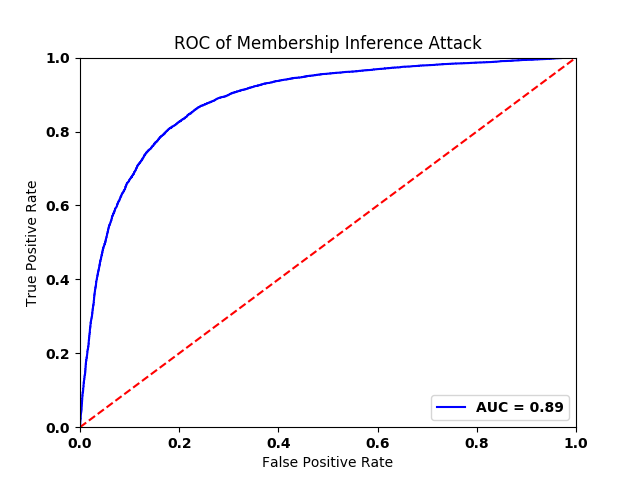 ROC of Membership Inference Attack
True Positive Rate
1.0
0.8
0.6
0.4
0.2
0.0
AUC = 0.89
0.0 0.2 0.4 0.6 0.8 1.0
False Positive Rate